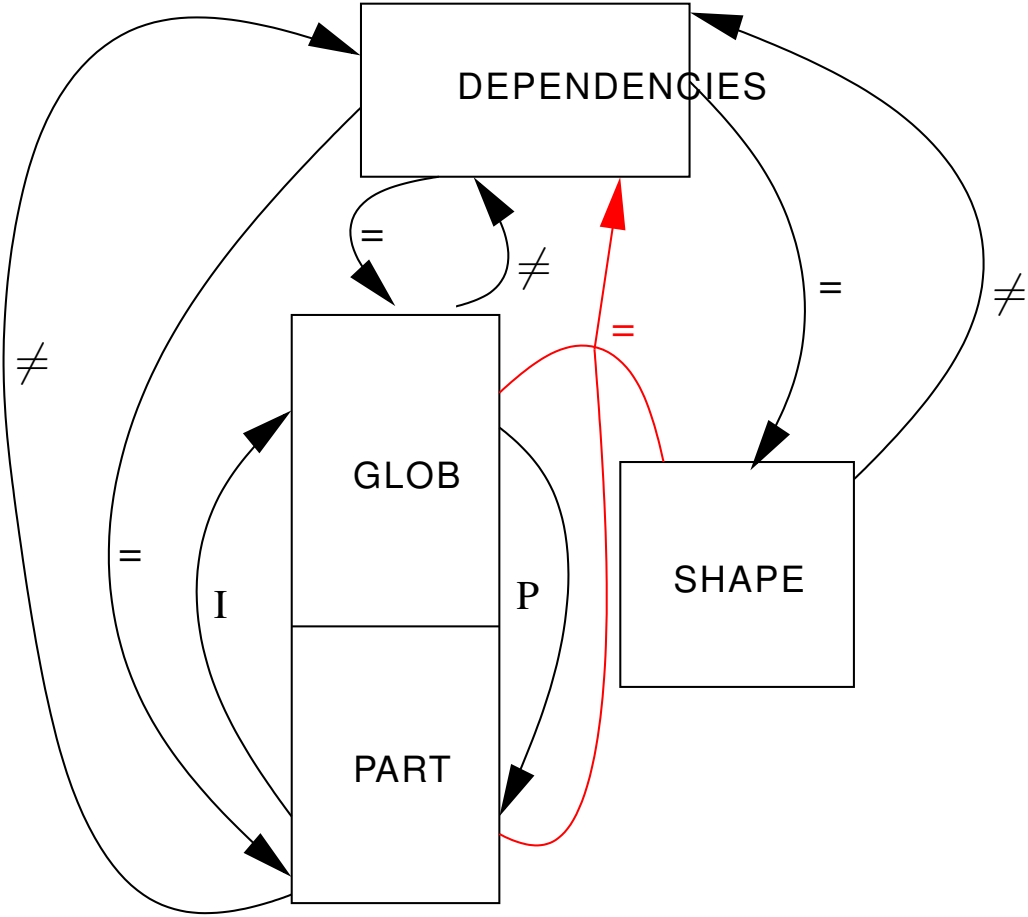 DEPENDENCIES
=
≠
=
≠
=
≠
GLOB
=
SHAPE
I
P
PART